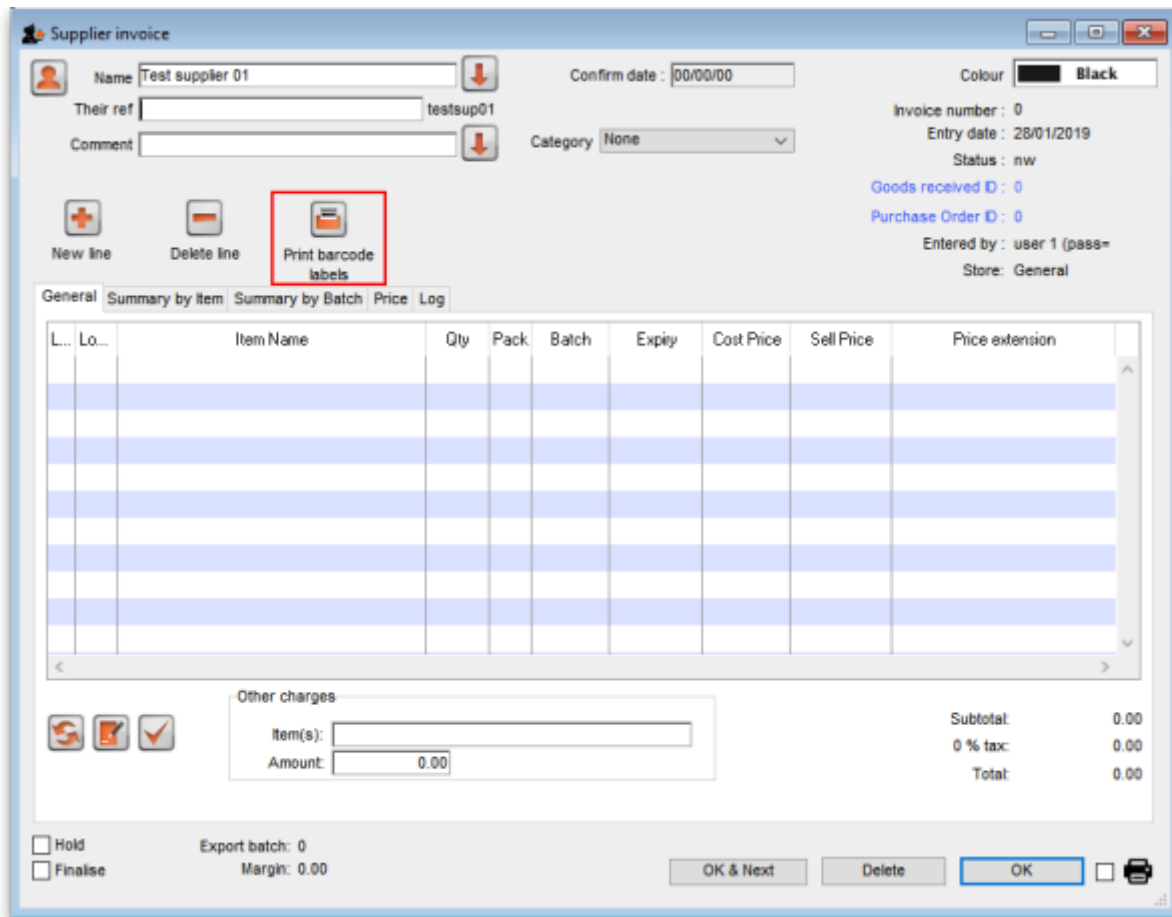 Supplier invoice
Name Test supplier 01 Confirm date : 00/00/00 Colour Black
Their ref testsup01 Invoice number : 0
Comment Category None Entry date : 28/01/2019
Status : nw
Goods received ID : 0
Purchase Order ID : 0
Entered by : user 1 (pass=
Store: General
New line Delete line Print barcode
labels
General Summary by Item Summary by Batch Price Log
L... Lo... Item Name Qty Pack Batch Expiry Cost Price Sell Price Price extension
Other charges
Item(s): Subtotal: 0.00
0 % tax: 0.00
Amount: 0.00 Total: 0.00
Hold Export batch: 0
Finalise Margin: 0.00
OK & Next Delete OK